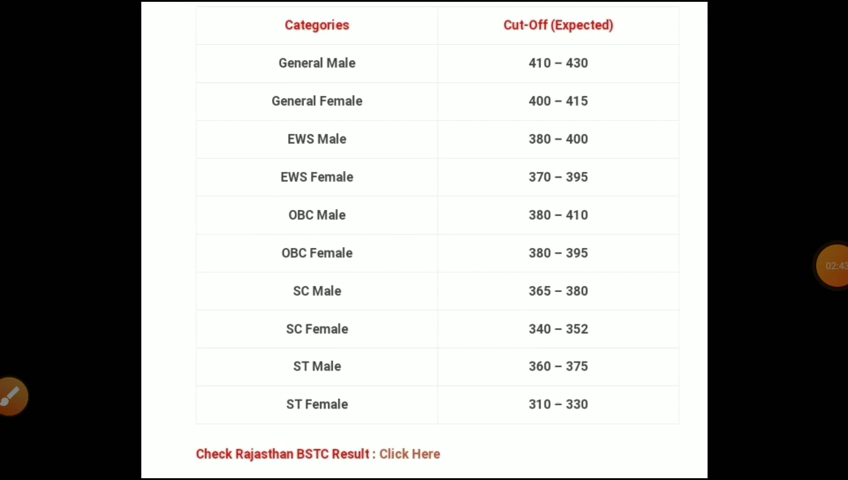 Categories Cut-Off (Expected)
General Male 410 – 430
General Female 400 – 415
EWS Male 380 – 400
EWS Female 370 – 395
OBC Male 380 – 410
OBC Female 380 – 395
SC Male 365 – 380
SC Female 340 – 352
ST Male 360 – 375
ST Female 310 – 330
Check Rajasthan BSTC Result : Click Here
02:43